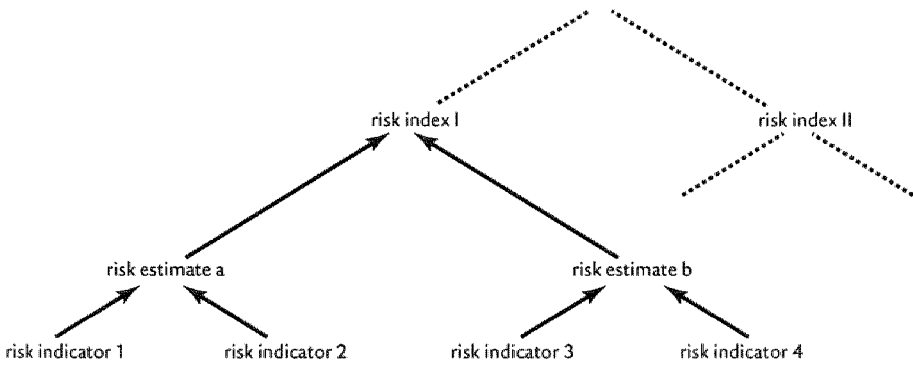 risk index I
risk index II
risk estimate a
risk estimate b
risk indicator 1
risk indicator 2
risk indicator 3
risk indicator 4